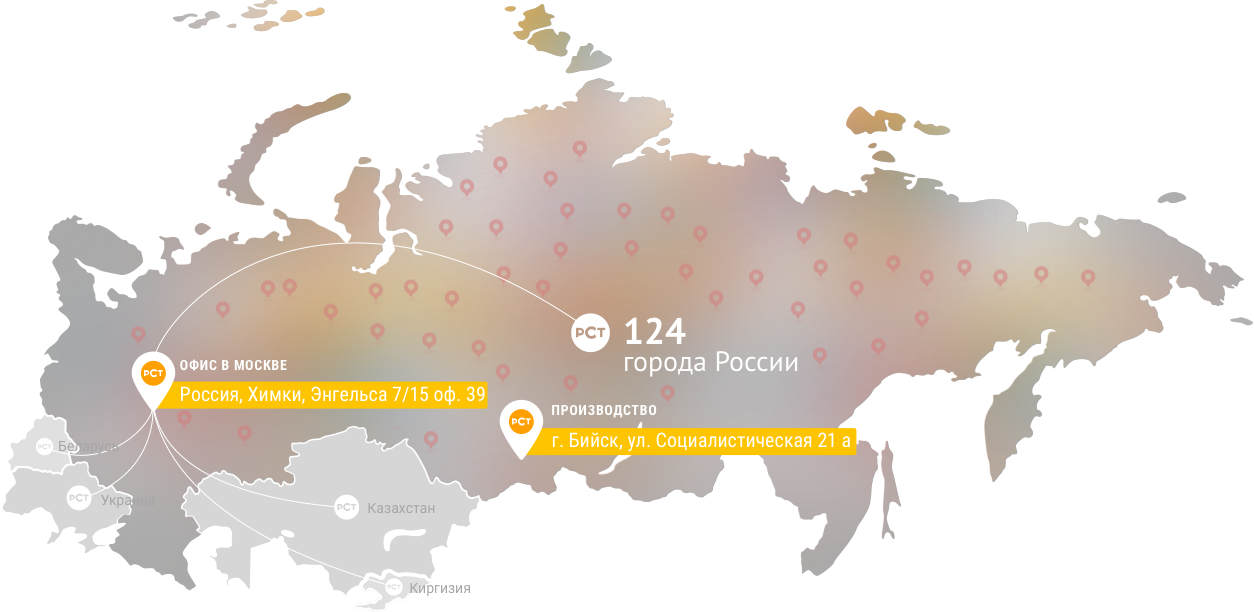 РСТ
124
города России
РСТ
ОФИС В МОСКВЕ
Россия, Химки, Энгельса 7/15 оф. 39
РСТ
ПРОИЗВОДСТВО
г. Бийск, ул. Социалистическая 21 а
РСТ
Беларусь
РСТ
Украина
РСТ
Казахстан
РСТ
Киргизия